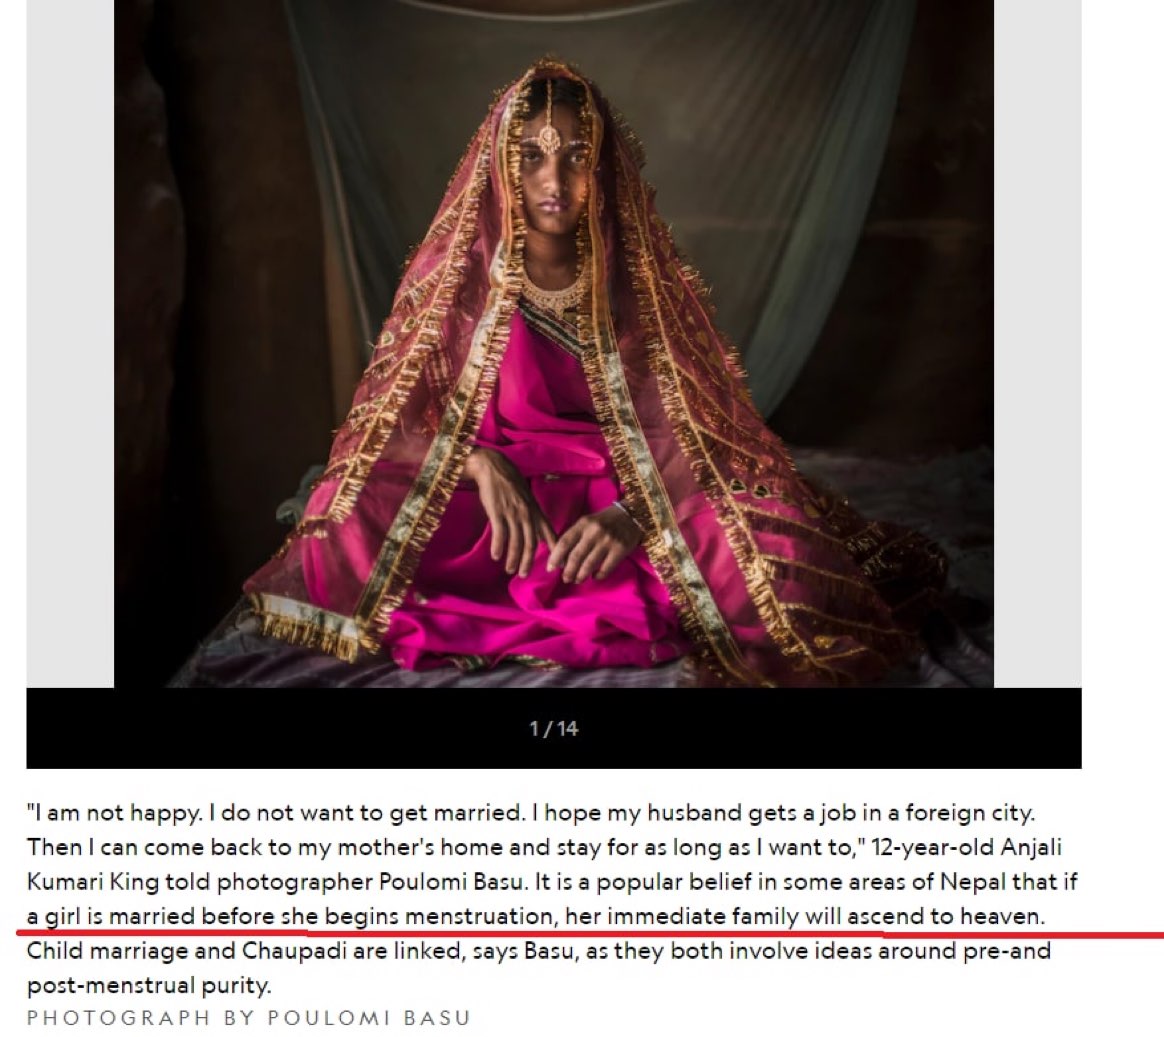 1 / 14
"I am not happy. I do not want to get married. I hope my husband gets a job in a foreign city.
Then I can come back to my mother's home and stay for as long as I want to," 12-year-old Anjali
Kumari King told photographer Poulomi Basu. It is a popular belief in some areas of Nepal that if
a girl is married before she begins menstruation, her immediate family will ascend to heaven.
Child marriage and Chaupadi are linked, says Basu, as they both involve ideas around pre-and
post-menstrual purity.
PHOTOGRAPH BY POULOMI BASU